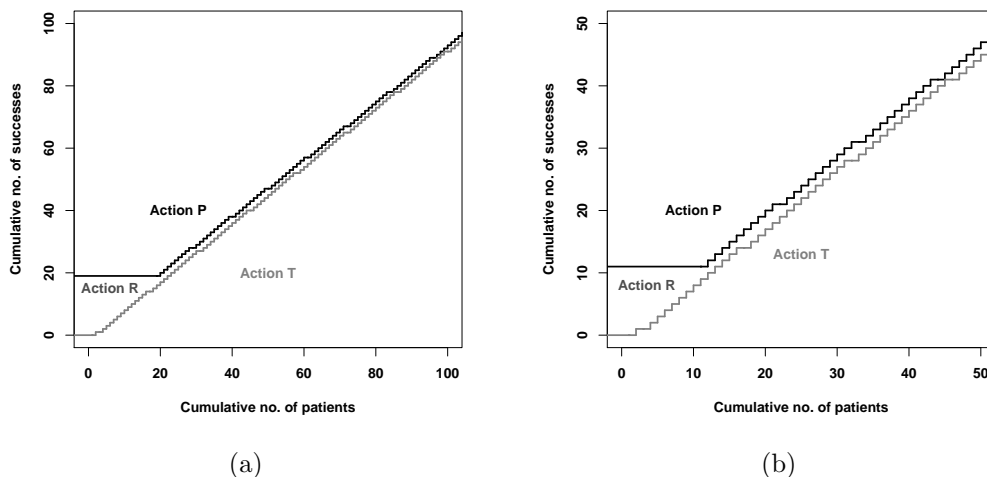 100
80
60
40
20
0
Cumulative no. of successes
Action P
Action R
Action T
0 20 40 60 80 100
Cumulative no. of patients
(a)
50
40
30
20
10
0
Cumulative no. of successes
Action P
Action R
Action T
0 10 20 30 40 50
Cumulative no. of patients
(b)